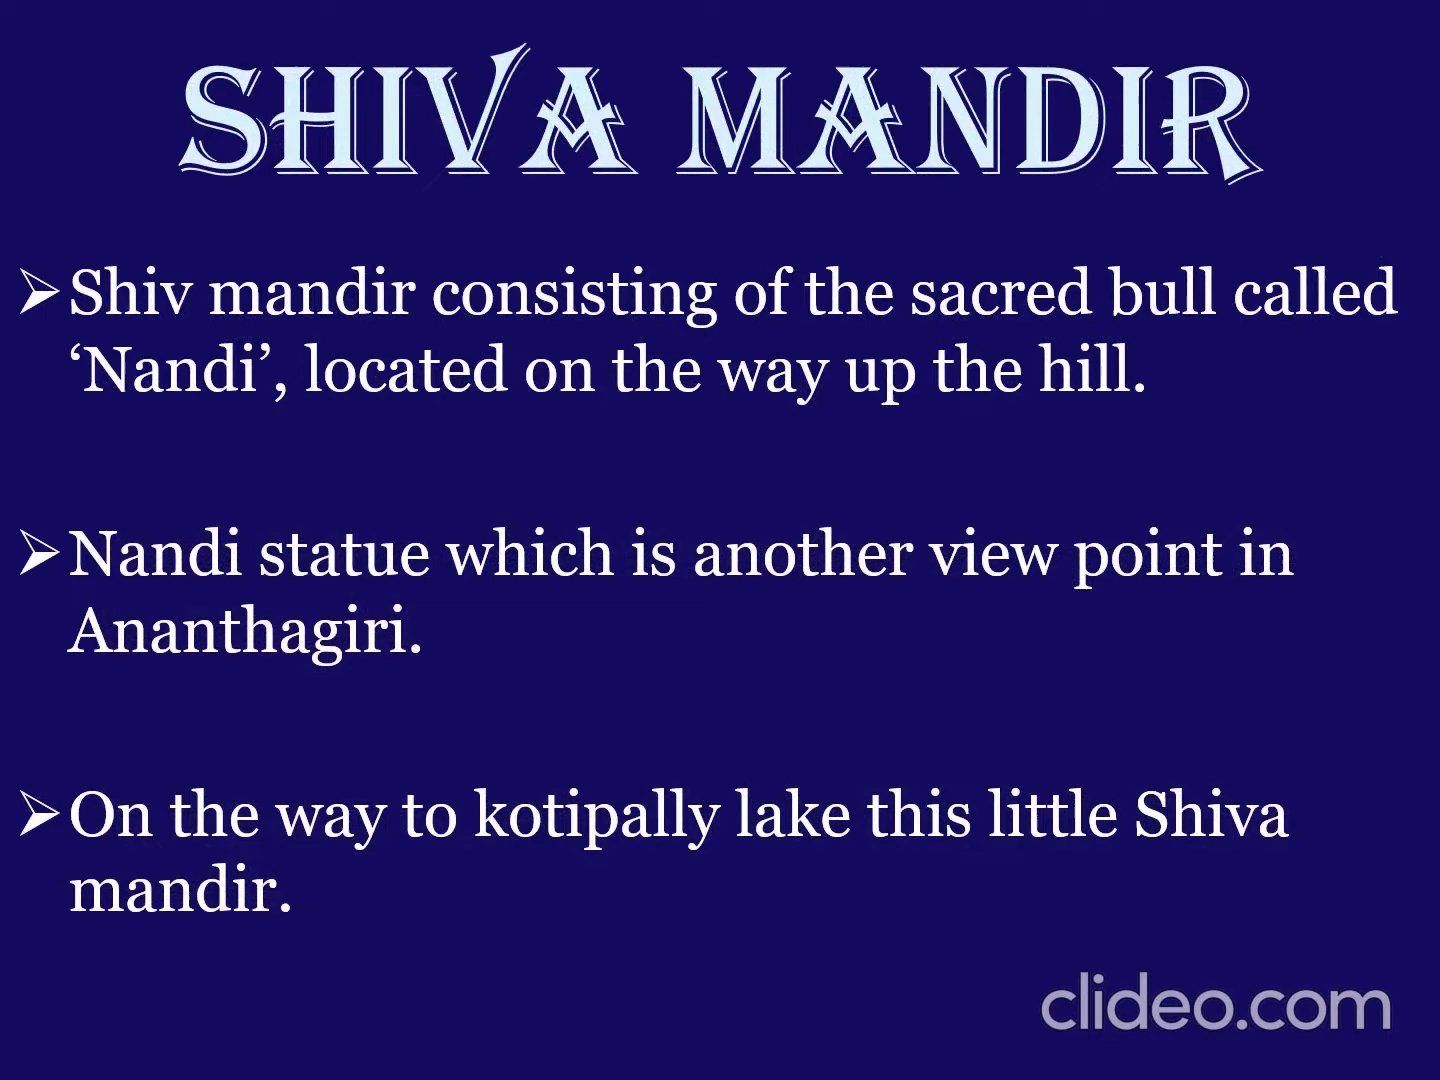 SHIVA MANDIR
➢Shiv mandir consisting of the sacred bull called
‘Nandi’, located on the way up the hill.
➢Nandi statue which is another view point in
Ananthagiri.
➢On the way to kotipally lake this little Shiva
mandir.
clideo.com